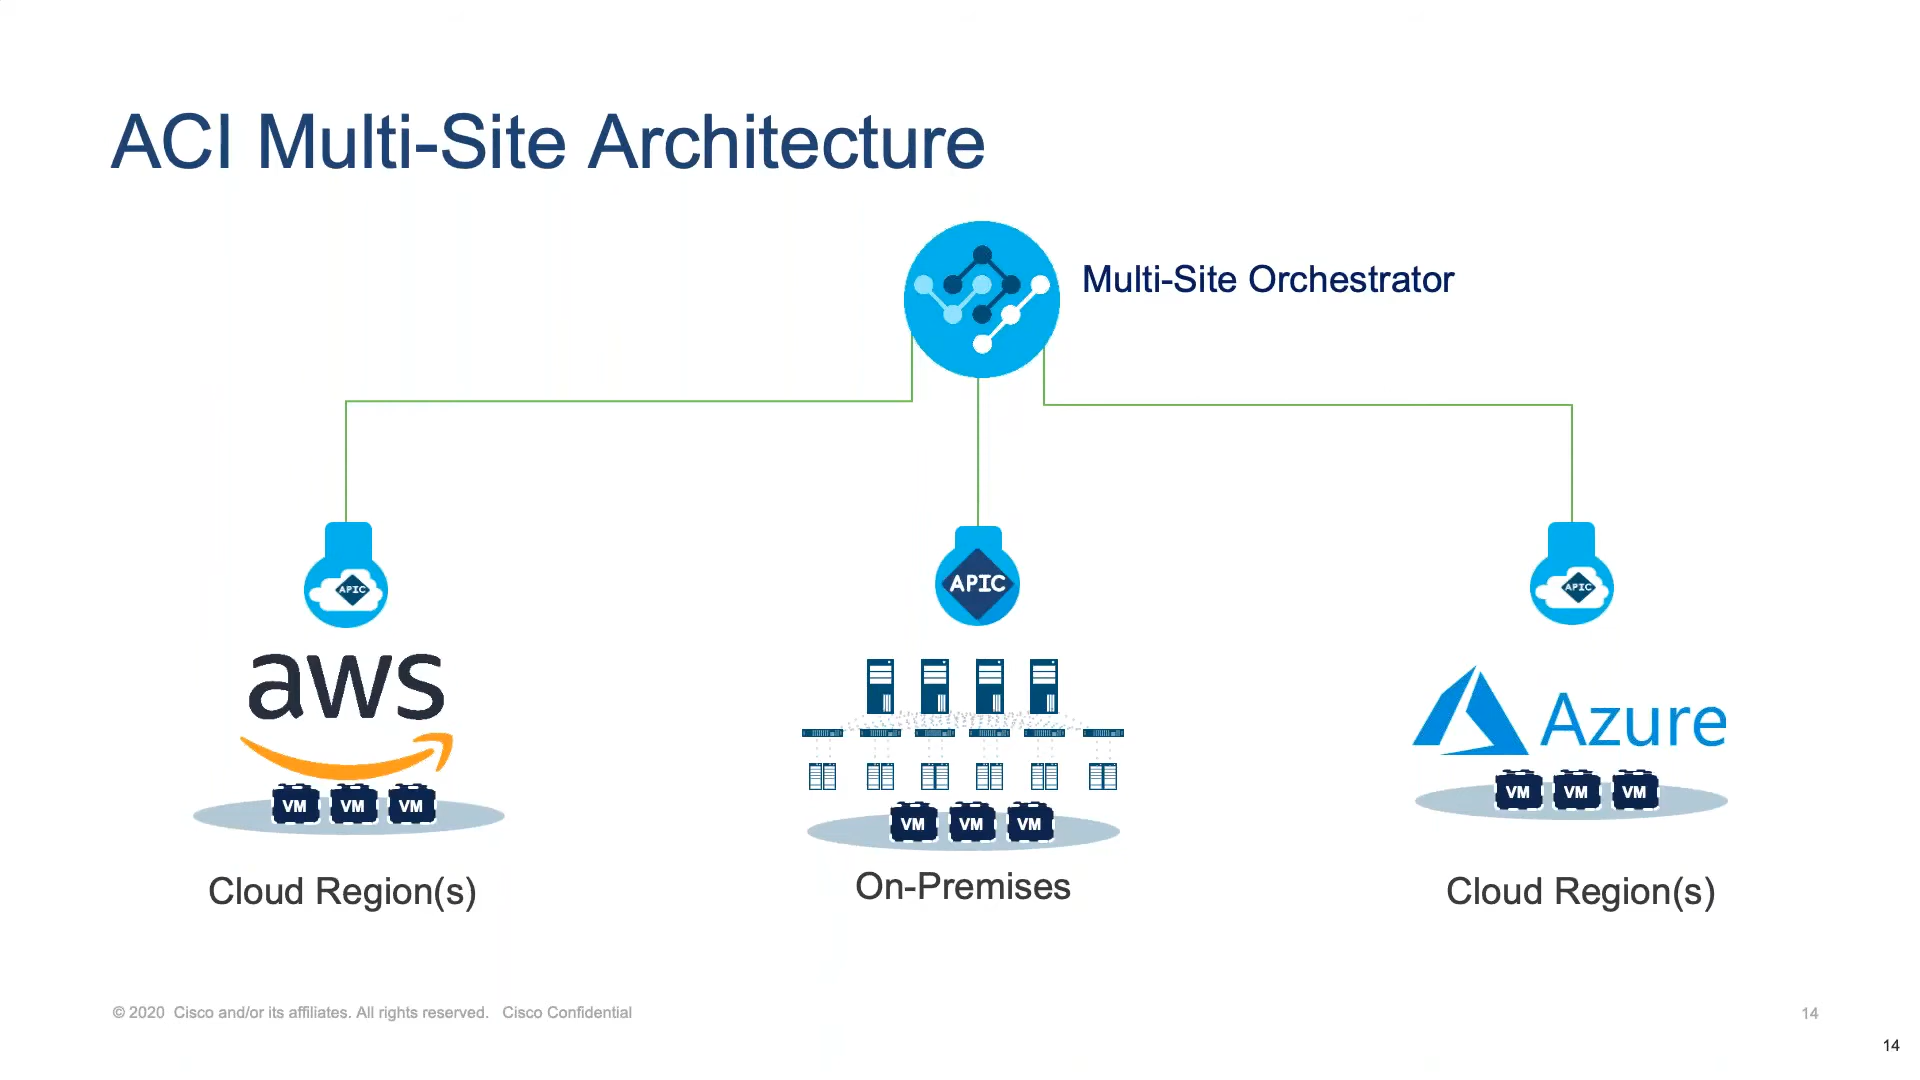 ACI Multi-Site Architecture
Multi-Site Orchestrator
APIC
APIC
APIC
aws
Azure
VM VM VM
VM VM VM
VM VM VM
Cloud Region(s)
On-Premises
Cloud Region(s)
© 2020 Cisco and/or its affiliates. All rights reserved. Cisco Confidential
14
14